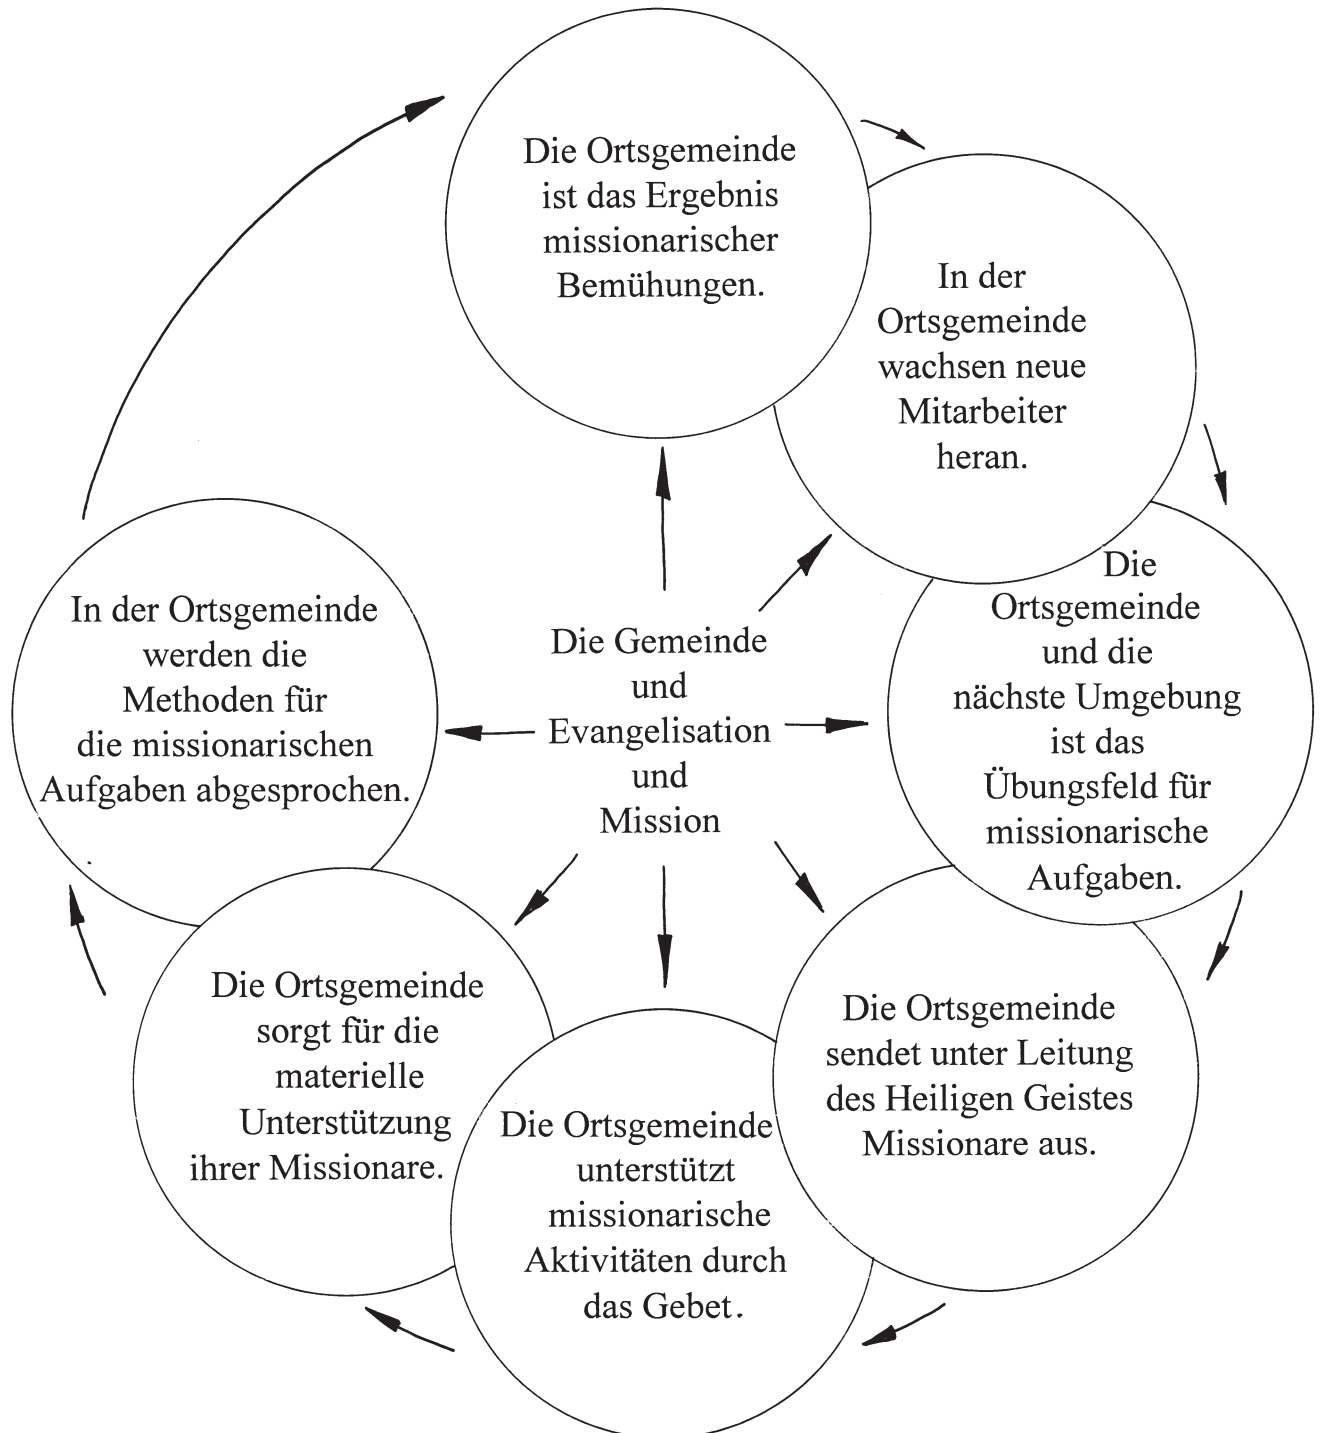 Die Ortsgemeinde
ist das Ergebnis
missionarischer
Bemühungen.
In der
Ortsgemeinde
wachsen neue
Mitarbeiter
heran.
Die
Ortsgemeinde
und die
nächste Umgebung
ist das
Übungsfeld für
missionarische
Aufgaben.
Die Ortsgemeinde
sendet unter Leitung
des Heiligen Geistes
Missionare aus.
Die Ortsgemeinde
unterstützt
missionarische
Aktivitäten durch
das Gebet.
Die Ortsgemeinde
sorgt für die
materielle
Unterstützung
ihrer Missionare.
In der Ortsgemeinde
werden die
Methoden für
die missionarischen
Aufgaben abgesprochen.
Die Gemeinde
und
Evangelisation
und
Mission